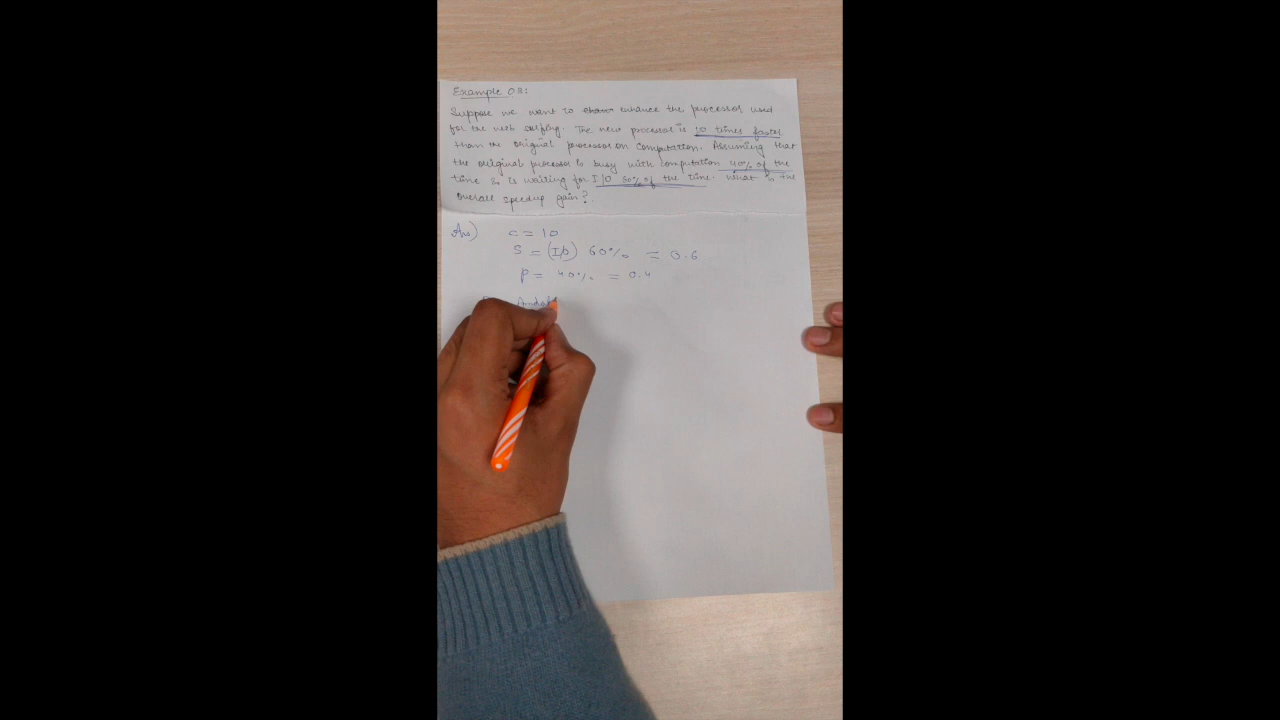 Example 03:
Suppose we want to enhance the processor used
for the web surfing. The new processor is 10 times faster
than the original processor on computation. Assuming that
the original processor is busy with computation 40% of the
time & is waiting for I/O 60% of the time. What is the
overall speedup gain?
Ans) c = 10
S = (I/O) 60% = 0.6
P = 40% = 0.4